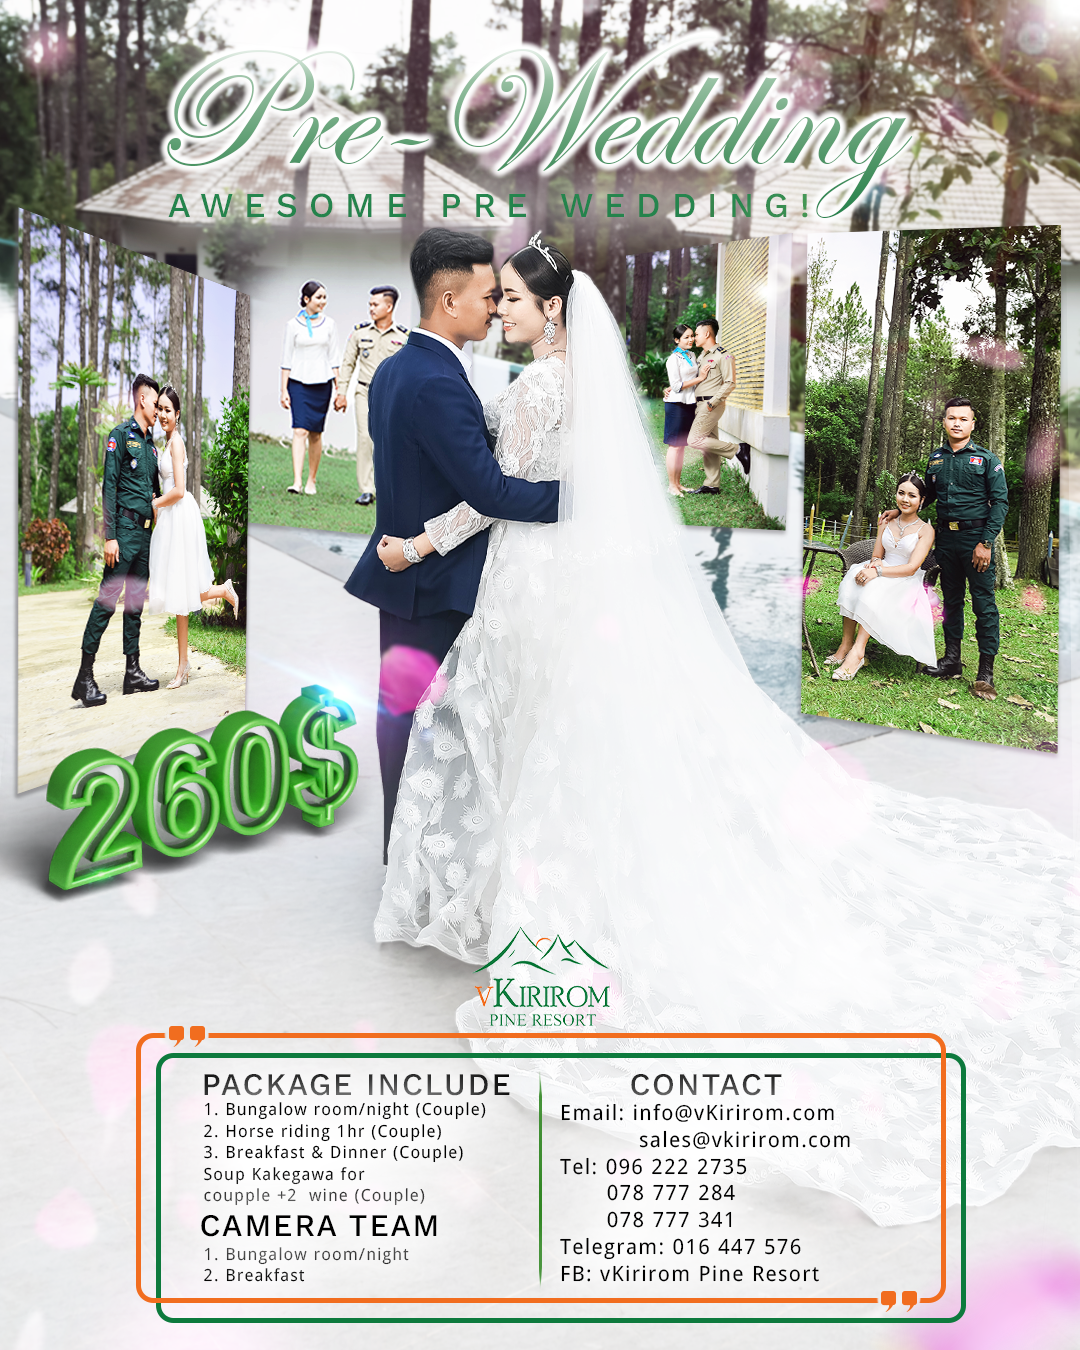 Pre-Wedding
AWESOME PRE WEDDING!
260$
vKIRIROM
PINE RESORT
PACKAGE INCLUDE
1. Bungalow room/night (Couple)
2. Horse riding 1hr (Couple)
3. Breakfast & Dinner (Couple)
Soup Kakegawa for
coupple +2 wine (Couple)
CAMERA TEAM
1. Bungalow room/night
2. Breakfast
CONTACT
Email: info@vKirirom.com
sales@vkirirom.com
Tel: 096 222 2735
078 777 284
078 777 341
Telegram: 016 447 576
FB: vKirirom Pine Resort